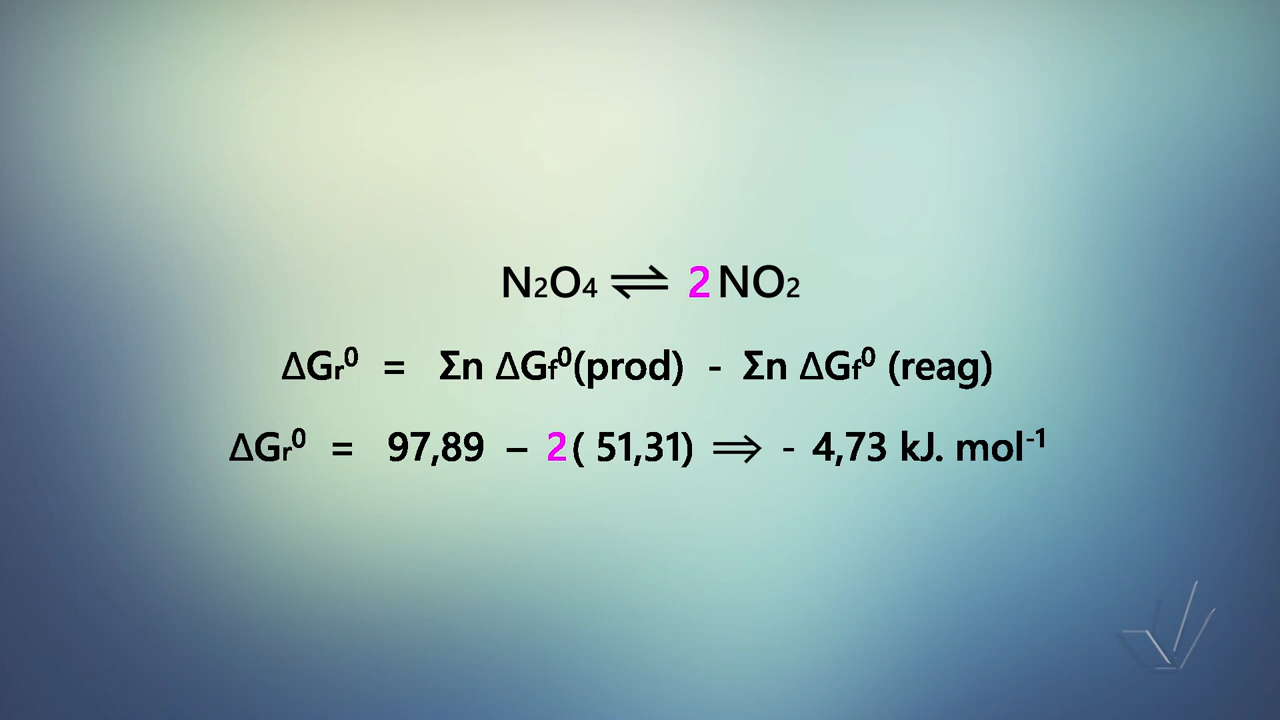 N₂O₄ ⇌ 2 NO₂
ΔGr⁰ = Σn ΔGf⁰(prod) - Σn ΔGf⁰ (reag)
ΔGr⁰ = 97,89 – 2 ( 51,31) ⇒ - 4,73 kJ. mol⁻¹